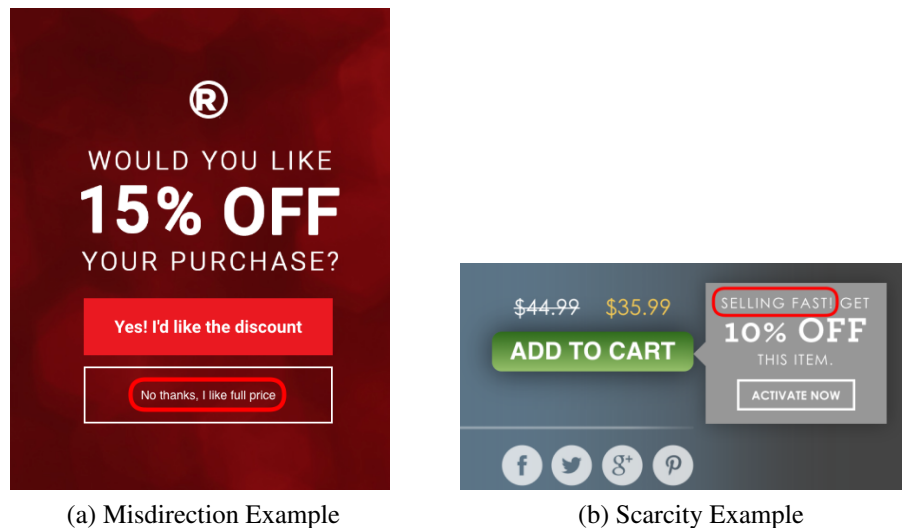 ®
WOULD YOU LIKE
15% OFF
YOUR PURCHASE?
Yes! I'd like the discount
No thanks, I like full price
(a) Misdirection Example
$44.99 $35.99
ADD TO CART
SELLING FAST! GET
10% OFF
THIS ITEM.
ACTIVATE NOW
f g+
(b) Scarcity Example